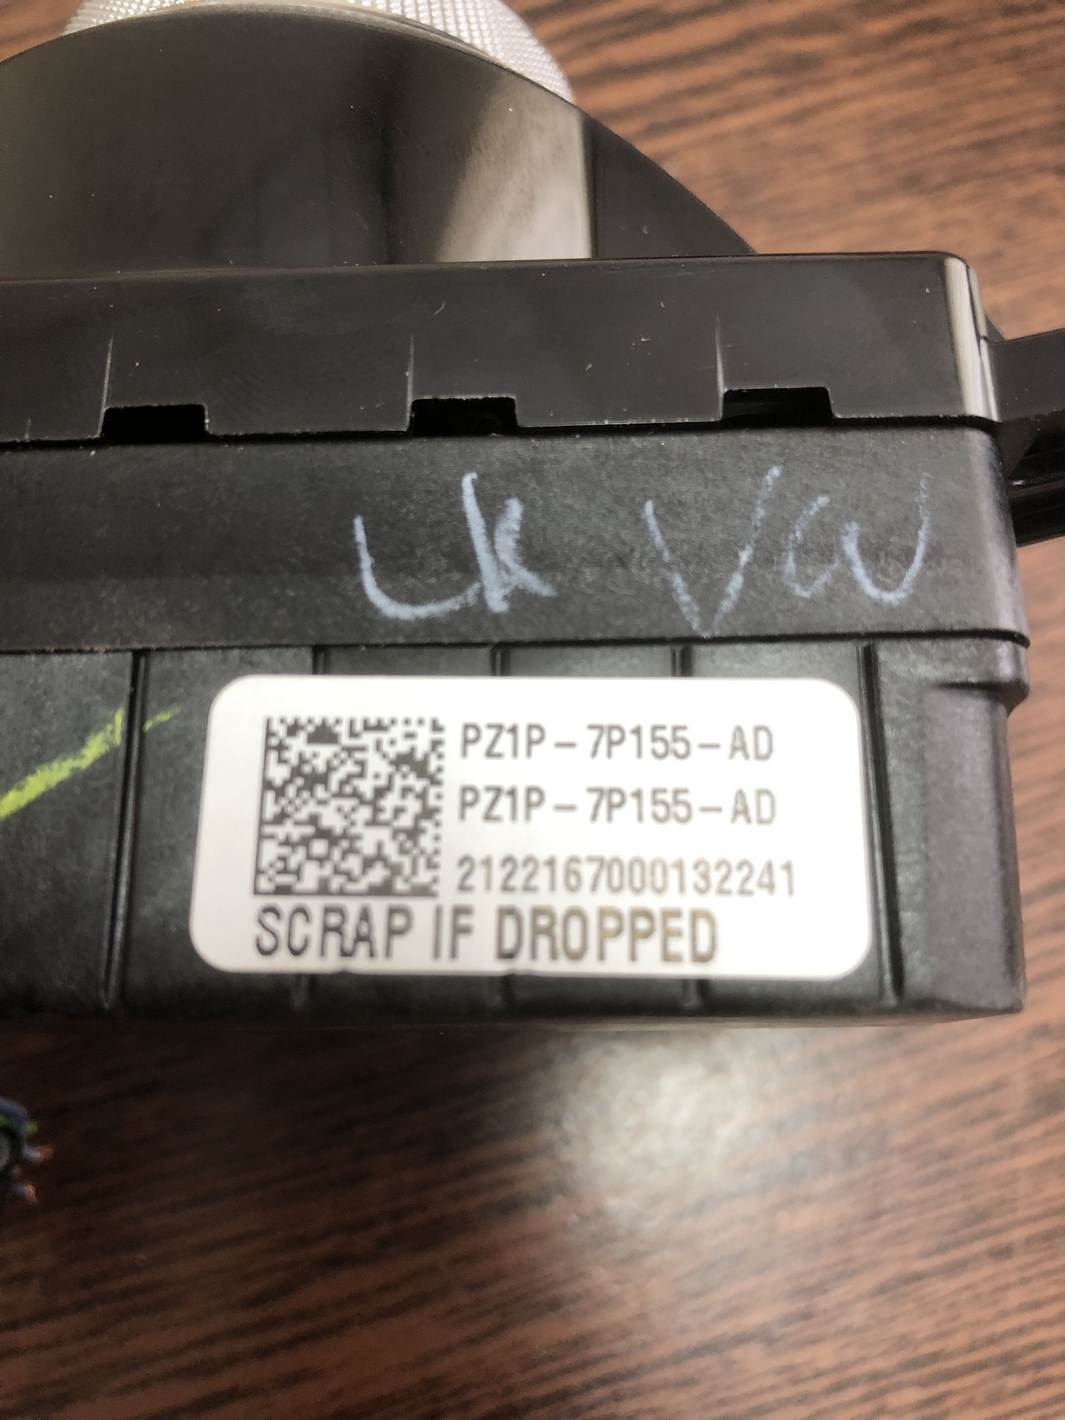 UK VW
PZ1P-7P155-AD
PZ1P-7P155-AD
2122167000132241
SCRAP IF DROPPED